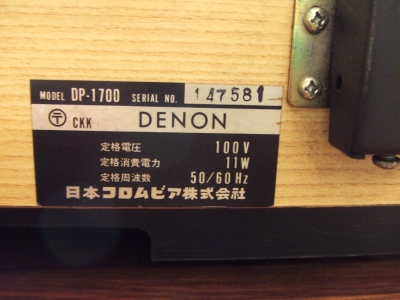 MODEL DP-1700 SERIAL NO. 147581
〒 CKK DENON
定格電圧 100V
定格消費電力 11W
定格周波数 50/60Hz
日本コロムビア株式会社